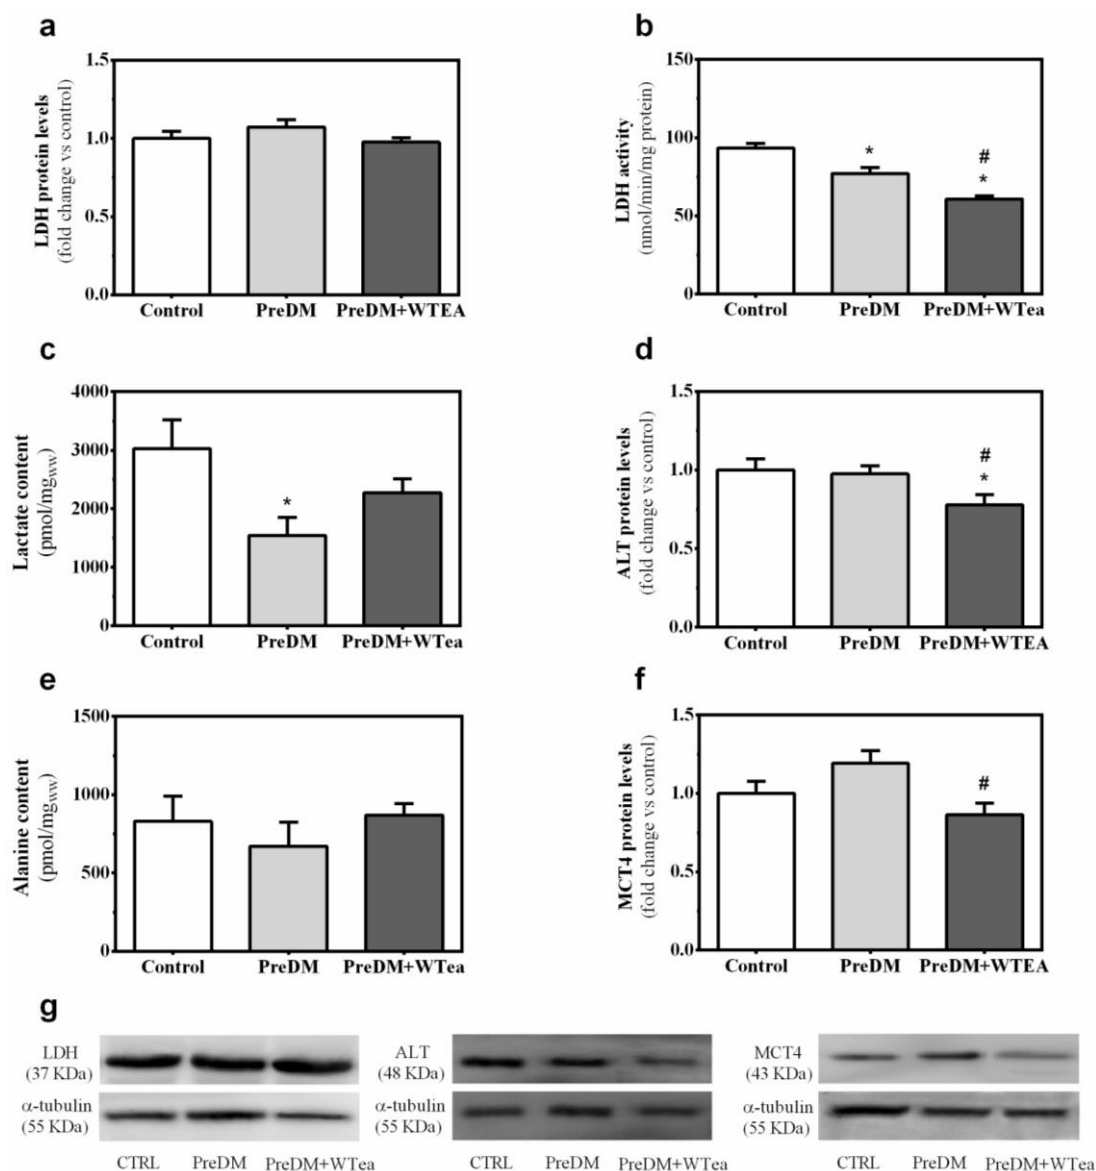 a
LDH protein levels
(fold change vs control)
1.5
1.0
0.5
0.0
Control PreDM PreDM+WTEA
b
LDH activity
(nmol/min/mg protein)
150
100
50
0
*
#
*
Control PreDM PreDM+WTea
c
Lactate content
(pmol/mgww)
4000
3000
2000
1000
0
*
Control PreDM PreDM+WTea
d
ALT protein levels
(fold change vs control)
1.5
1.0
0.5
0.0
#
*
Control PreDM PreDM+WTEA
e
Alanine content
(pmol/mgww)
1500
1000
500
0
Control PreDM PreDM+WTea
f
MCT4 protein levels
(fold change vs control)
1.5
1.0
0.5
0.0
#
Control PreDM PreDM+WTEA
g
LDH
(37 KDa)
α-tubulin
(55 KDa)
CTRL PreDM PreDM+WTea
ALT
(48 KDa)
α-tubulin
(55 KDa)
CTRL PreDM PreDM+WTea
MCT4
(43 KDa)
α-tubulin
(55 KDa)
CTRL PreDM PreDM+WTea